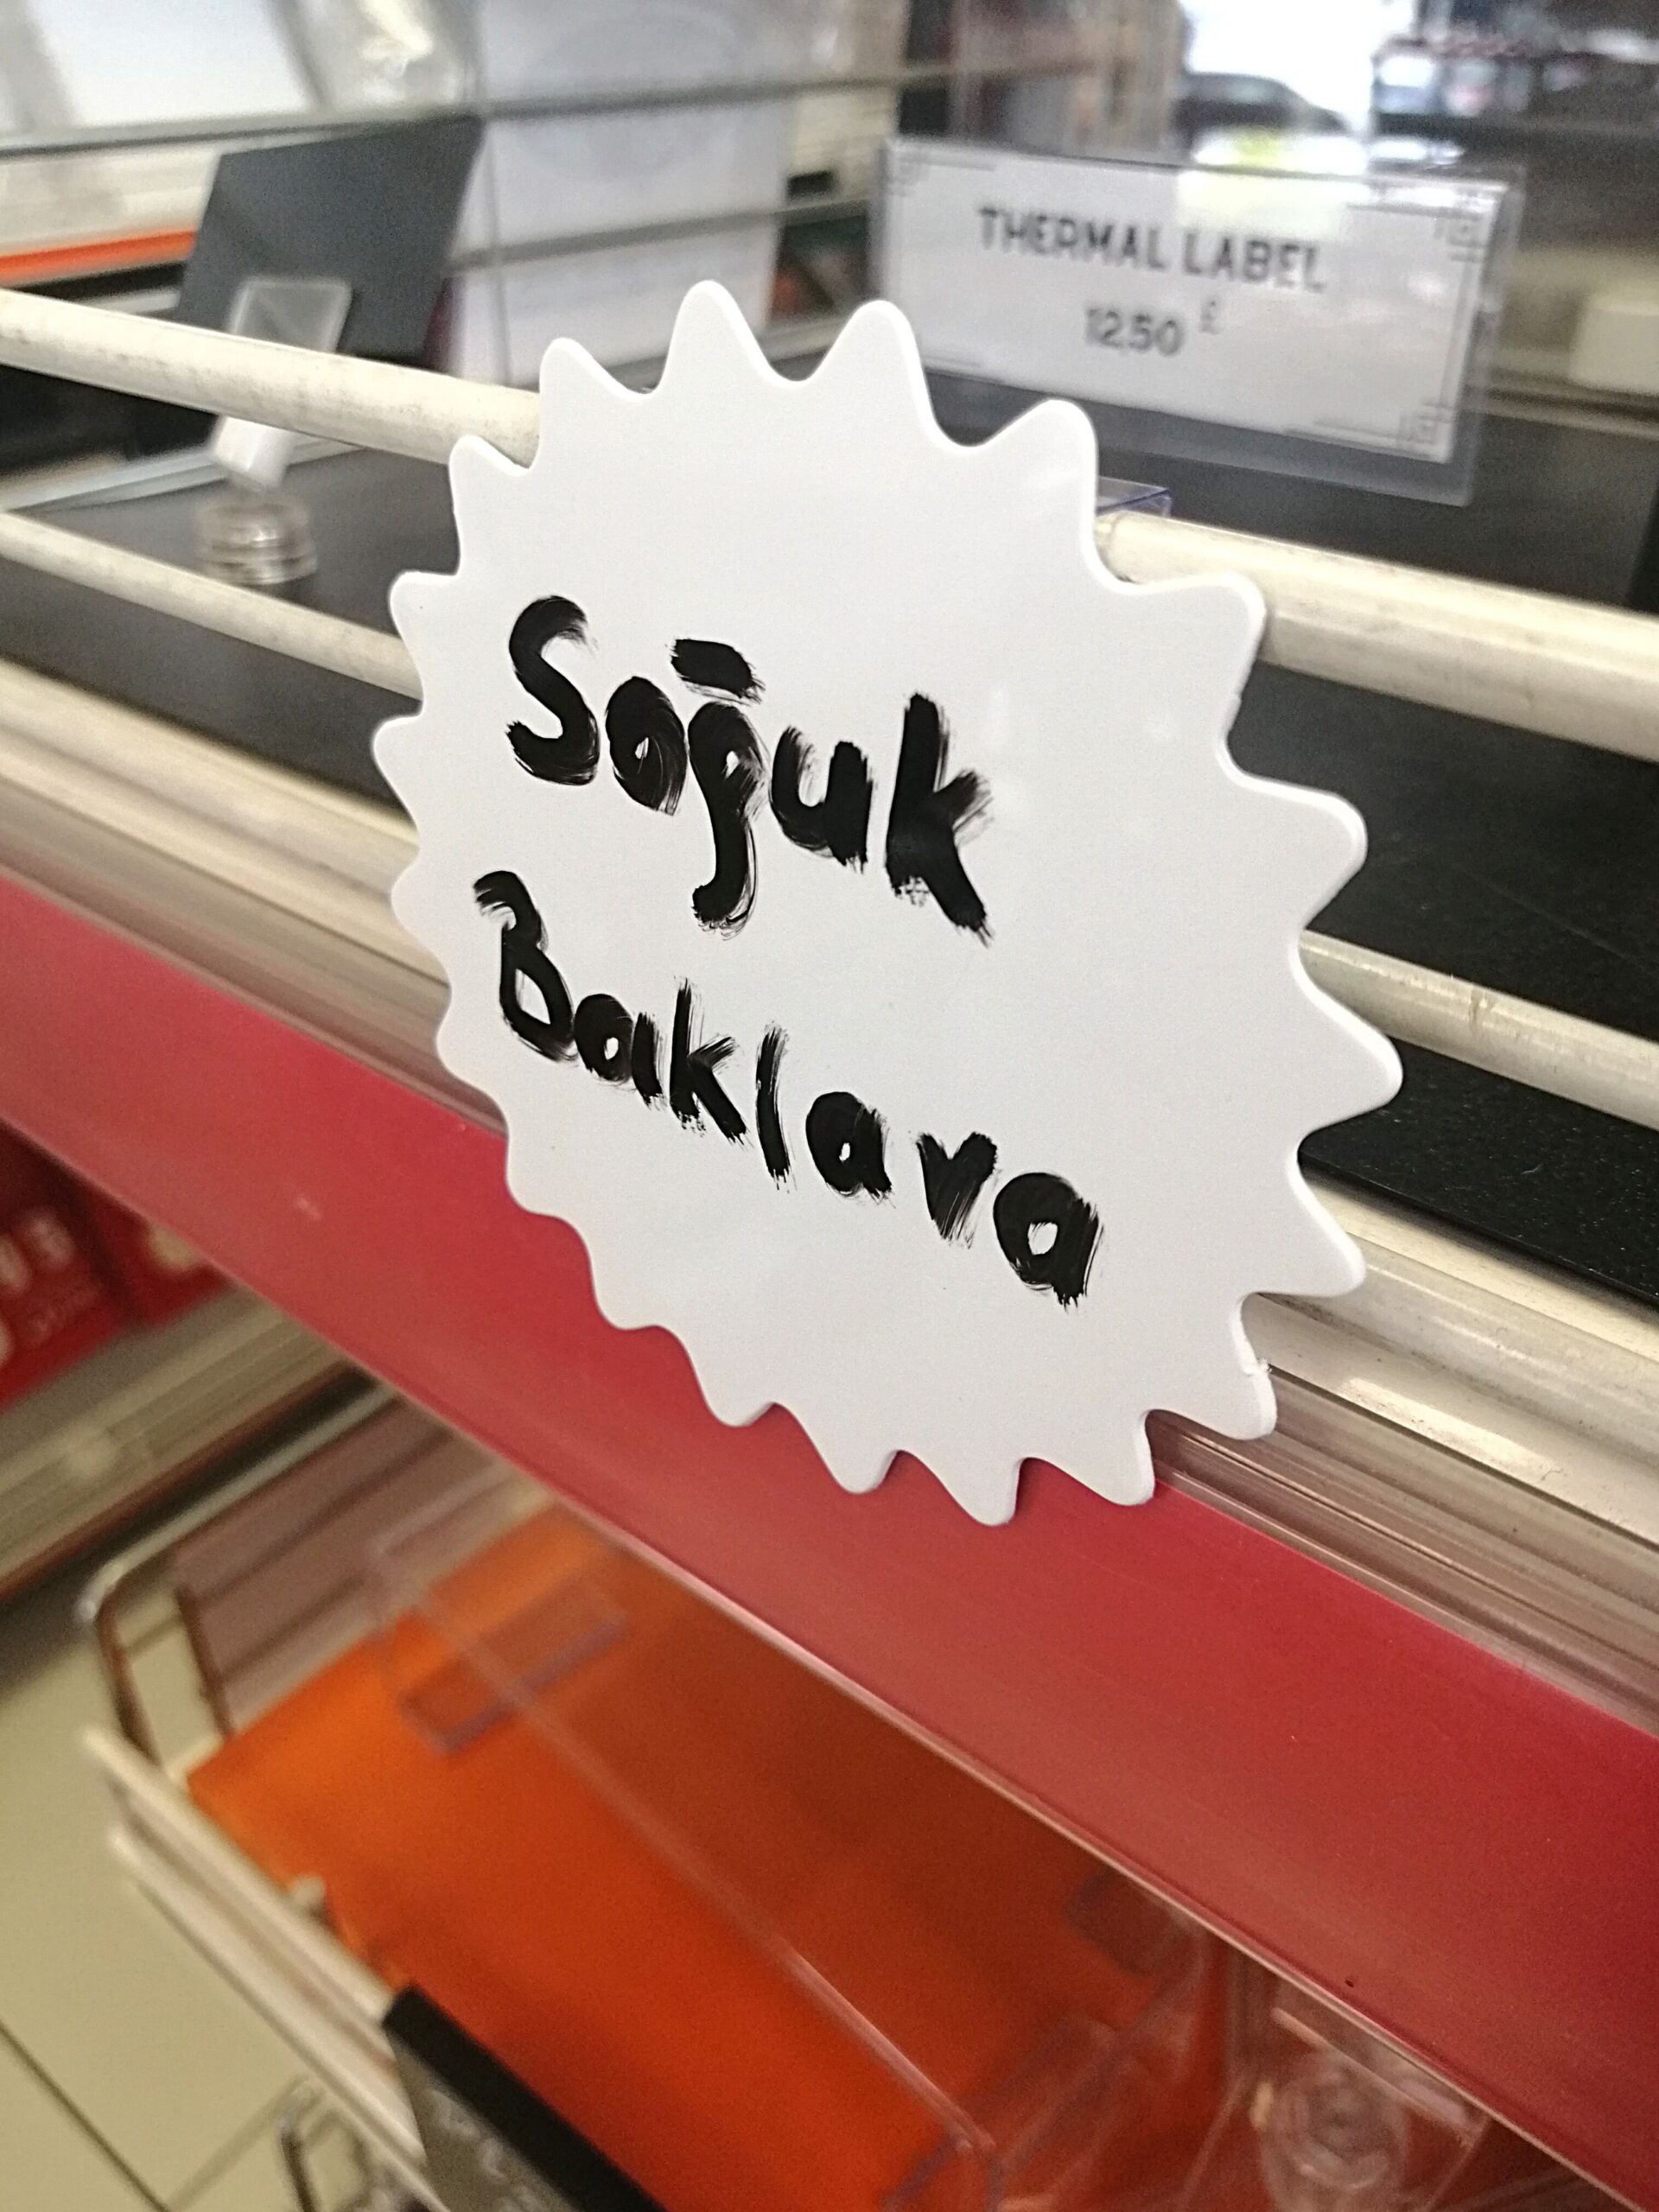 THERMAL LABEL
12.50 £
Soğuk
Baklava